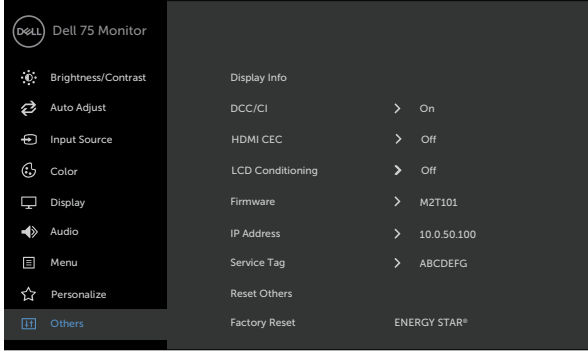 DELL Dell 75 Monitor
Brightness/Contrast Display Info
Auto Adjust DCC/CI > On
Input Source HDMI CEC > Off
Color LCD Conditioning > Off
Display Firmware > M2T101
Audio IP Address > 10.0.50.100
Menu Service Tag > ABCDEFG
Personalize Reset Others
Others Factory Reset ENERGY STAR®